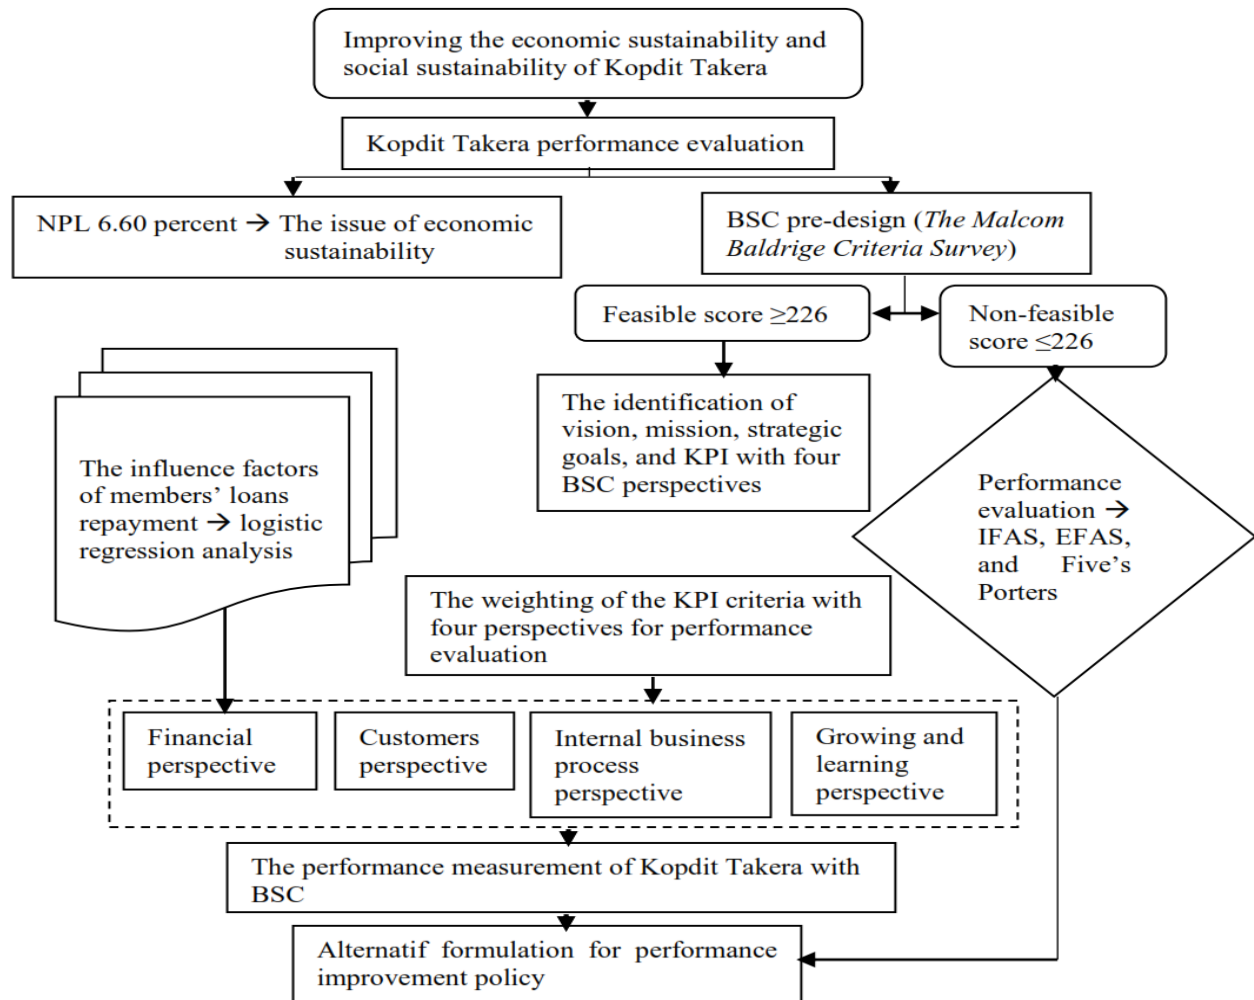 Improving the economic sustainability and
social sustainability of Kopdit Takera
Kopdit Takera performance evaluation
NPL 6.60 percent → The issue of economic
sustainability
BSC pre-design (The Malcom
Baldrige Criteria Survey)
Feasible score ≥226
Non-feasible
score ≤226
The identification of
vision, mission, strategic
goals, and KPI with four
BSC perspectives
The influence factors
of members’ loans
repayment → logistic
regression analysis
Performance
evaluation →
IFAS, EFAS,
and Five's
Porters
The weighting of the KPI criteria with
four perspectives for performance
evaluation
Financial
perspective
Customers
perspective
Internal business
process
perspective
Growing and
learning
perspective
The performance measurement of Kopdit Takera with
BSC
Alternatif formulation for performance
improvement policy